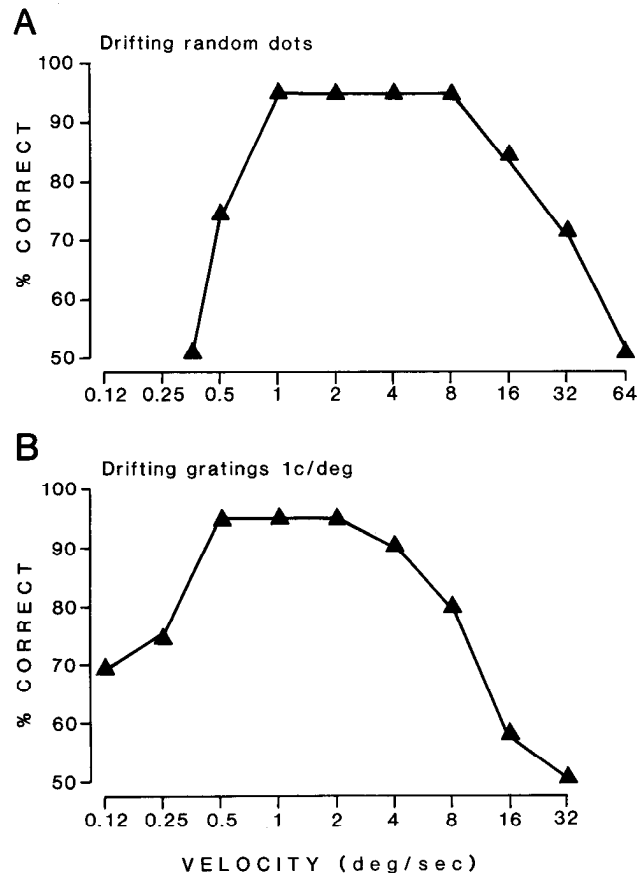 A
Drifting random dots
100
90
80
70
60
50
% CORRECT
0.12 0.25 0.5 1 2 4 8 16 32 64
B
Drifting gratings 1c/deg
100
90
80
70
60
50
% CORRECT
0.12 0.25 0.5 1 2 4 8 16 32
VELOCITY (deg/sec)